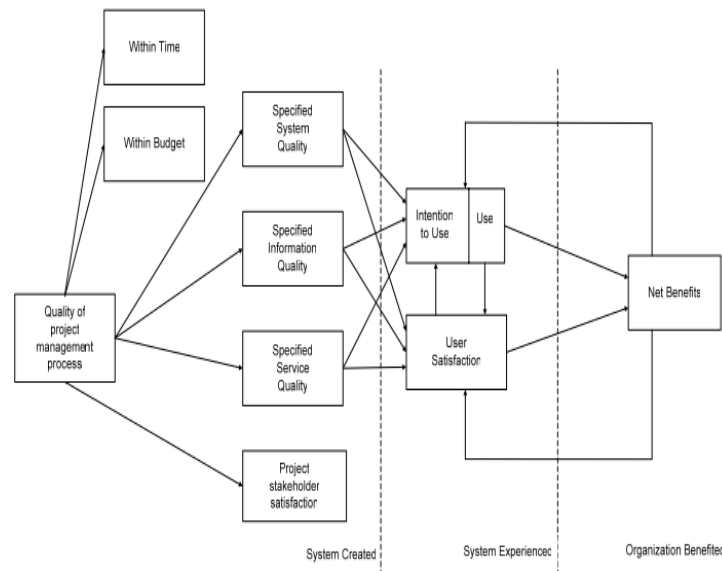 Within Time
Within Budget
Specified
System
Quality
Intention
to Use
Use
Specified
Information
Quality
Net Benefits
Quality of
project
management
process
User
Satisfaction
Specified
Service
Quality
Project
stakeholder
satisfaction
System Created
System Experienced
Organization Benefited